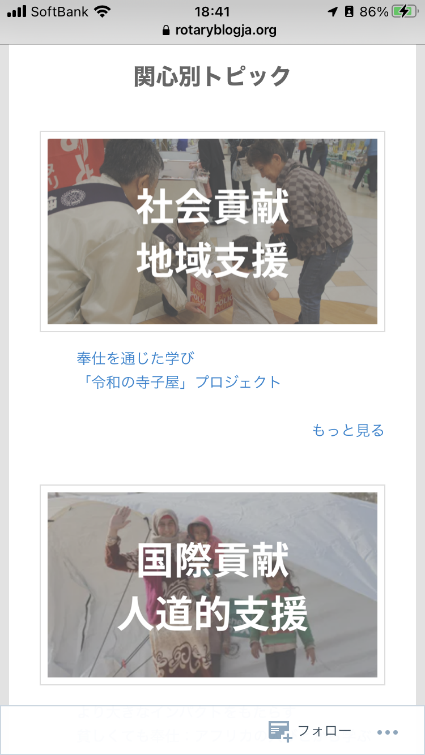 SoftBank 18:41 86%
rotaryblogja.org
関心別トピック
社会貢献
地域支援
奉仕を通じた学び
「令和の寺子屋」プロジェクト
もっと見る
国際貢献
人道的支援
フォロー